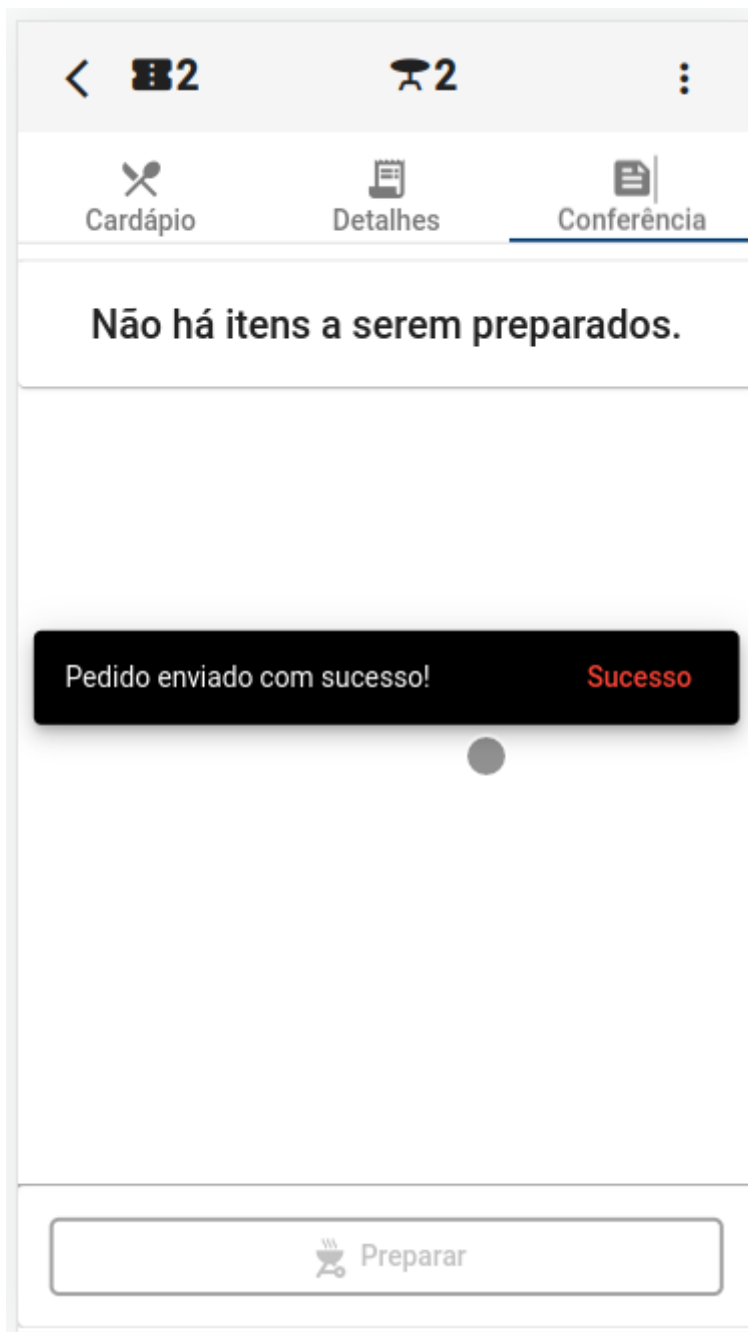 2 2
Cardápio Detalhes Conferência
Não há itens a serem preparados.
Pedido enviado com sucesso! Sucesso
Preparar